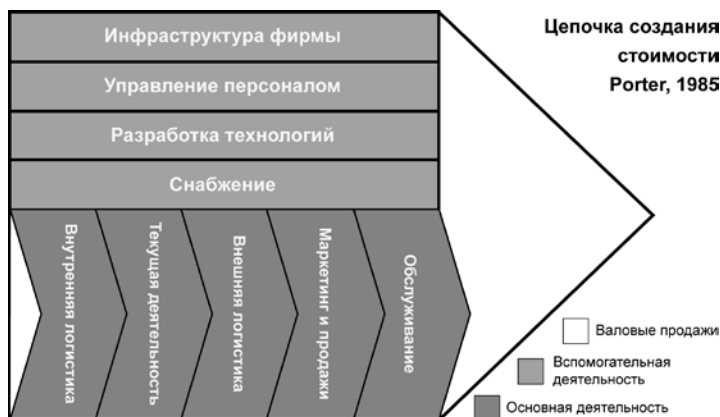 Инфраструктура фирмы
Управление персоналом
Разработка технологий
Снабжение
Внутренняя логистика
Текущая деятельность
Внешняя логистика
Маркетинг и продажи
Обслуживание
Цепочка создания
стоимости
Porter, 1985
Валовые продажи
Вспомогательная
деятельность
Основная деятельность